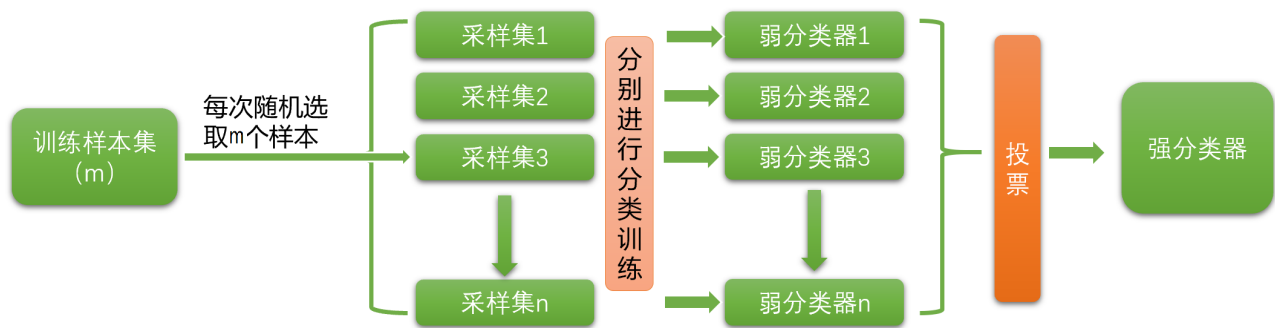 训练样本集
（m）
每次随机选
取m个样本
采样集1
采样集2
采样集3
采样集n
分别进行分类训练
弱分类器1
弱分类器2
弱分类器3
弱分类器n
投票
强分类器